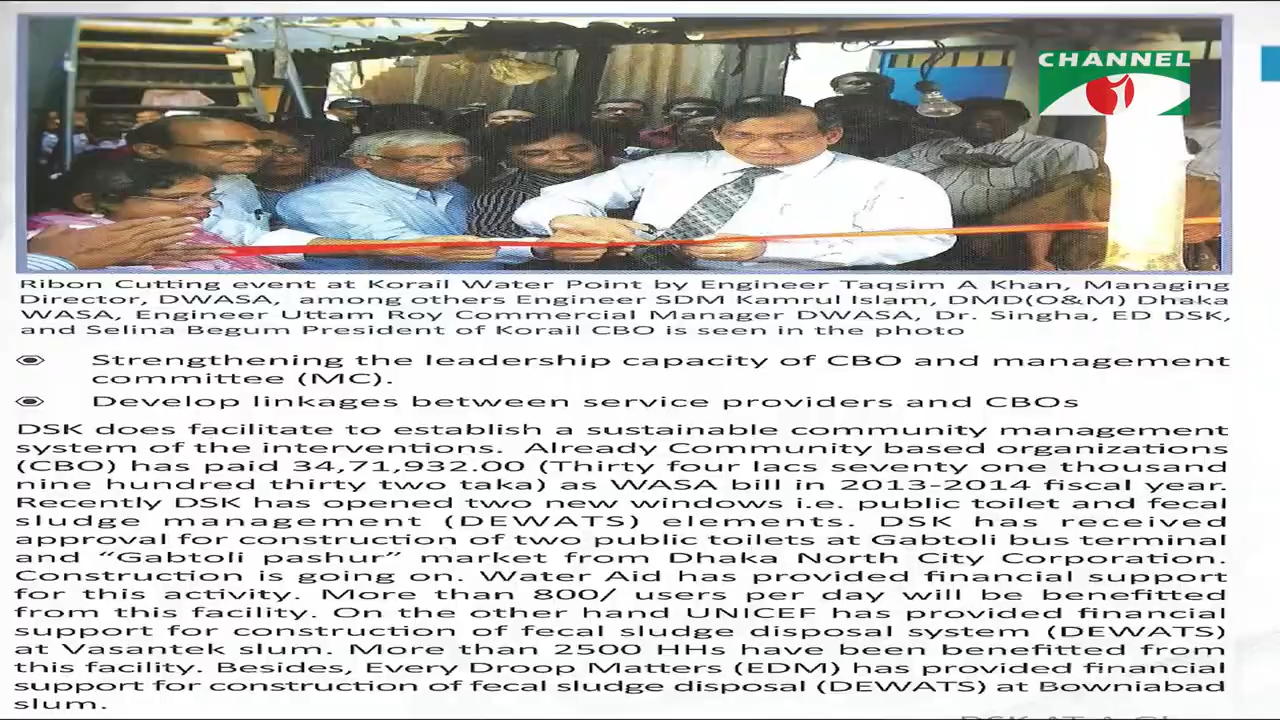 CHANNEL
i
Ribon Cutting event at Korail Water Point by Engineer Taqsim A Khan, Managing
Director, DWASA, among others Engineer SDM Kamrul Islam, DMD(O&M) Dhaka
WASA, Engineer Uttam Roy Commercial Manager DWASA, Dr. Singha, ED DSK,
and Selina Begum President of Korail CBO is seen in the photo
Strengthening the leadership capacity of CBO and management
committee (MC).
Develop linkages between service providers and CBOs
DSK does facilitate to establish a sustainable community management
system of the interventions. Already Community based organizations
(CBO) has paid 34,71,932.00 (Thirty four lacs seventy one thousand
nine hundred thirty two taka) as WASA bill in 2013-2014 fiscal year.
Recently DSK has opened two new windows i.e. public toilet and fecal
sludge management (DEWATS) elements. DSK has received
approval for construction of two public toilets at Gabtoli bus terminal
and “Gabtoli pashur” market from Dhaka North City Corporation.
Construction is going on. Water Aid has provided financial support
for this activity. More than 800/ users per day will be benefitted
from this facility. On the other hand UNICEF has provided financial
support for construction of fecal sludge disposal system (DEWATS)
at Vasantek slum. More than 2500 HHs have been benefitted from
this facility. Besides, Every Droop Matters (EDM) has provided financial
support for construction of fecal sludge disposal (DEWATS) at Bowniabad
slum.